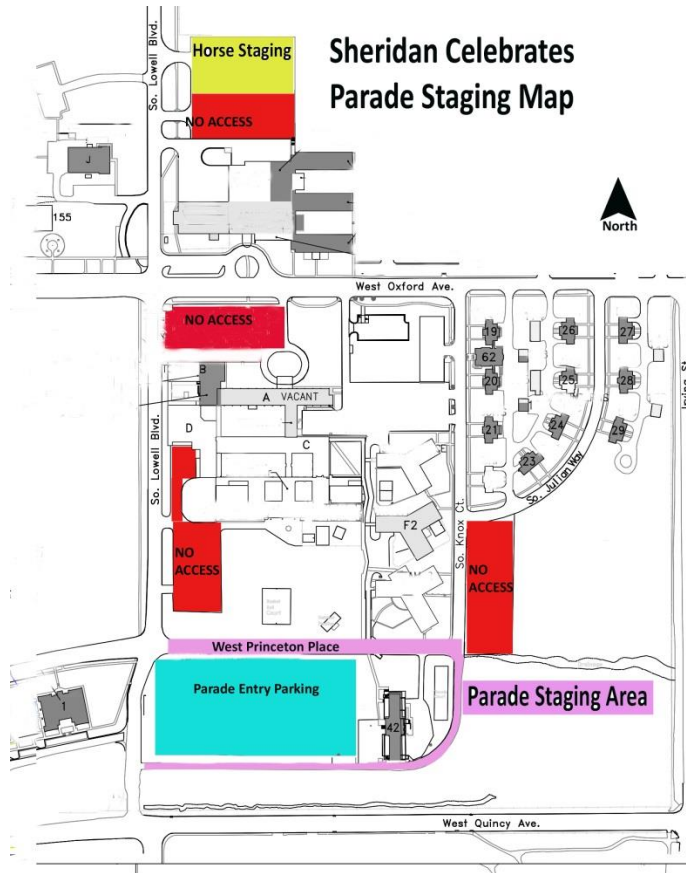 So. Lowell Blvd.
Horse Staging
Sheridan Celebrates
Parade Staging Map
NO ACCESS
J
155
North
West Oxford Ave.
NO ACCESS
19
26
27
62
B
20
25
28
A VACANT
Irving St.
21
24
29
D
C
23
So. Lowell Blvd.
So. Julian Way
F2
So. Knox Ct.
NO
ACCESS
NO
ACCESS
West Princeton Place
Parade Entry Parking
Parade Staging Area
1
42
West Quincy Ave.